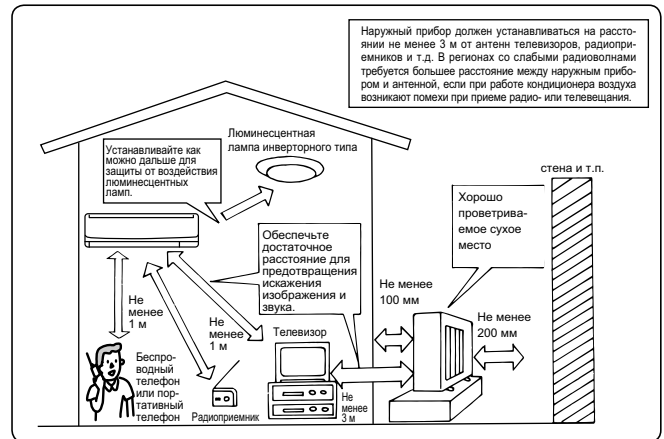 Наружный прибор должен устанавливаться на рассто-
янии не менее 3 м от антенн телевизоров, радиопри-
емников и т.д. В регионах со слабыми радиоволнами
требуется большее расстояние между наружным прибо-
ром и антенной, если при работе кондиционера воздуха
возникают помехи при приеме радио- или телевещания.
Люминесцентная
лампа инверторного типа
Устанавливайте как
можно дальше для
защиты от воздействия
люминесцентных
ламп.
стена и т.п.
Хорошо
проветрива-
емое сухое
место
Обеспечьте
достаточное
расстояние для
предотвращения
искажения
изображения и
звука.
Не менее
100 мм
Не менее
200 мм
Не
менее
1 м
Не
менее
1 м
Телевизор
Беспро-
водный
телефон
или пор-
тативный
телефон
Радиоприемник
Не
менее
3 м